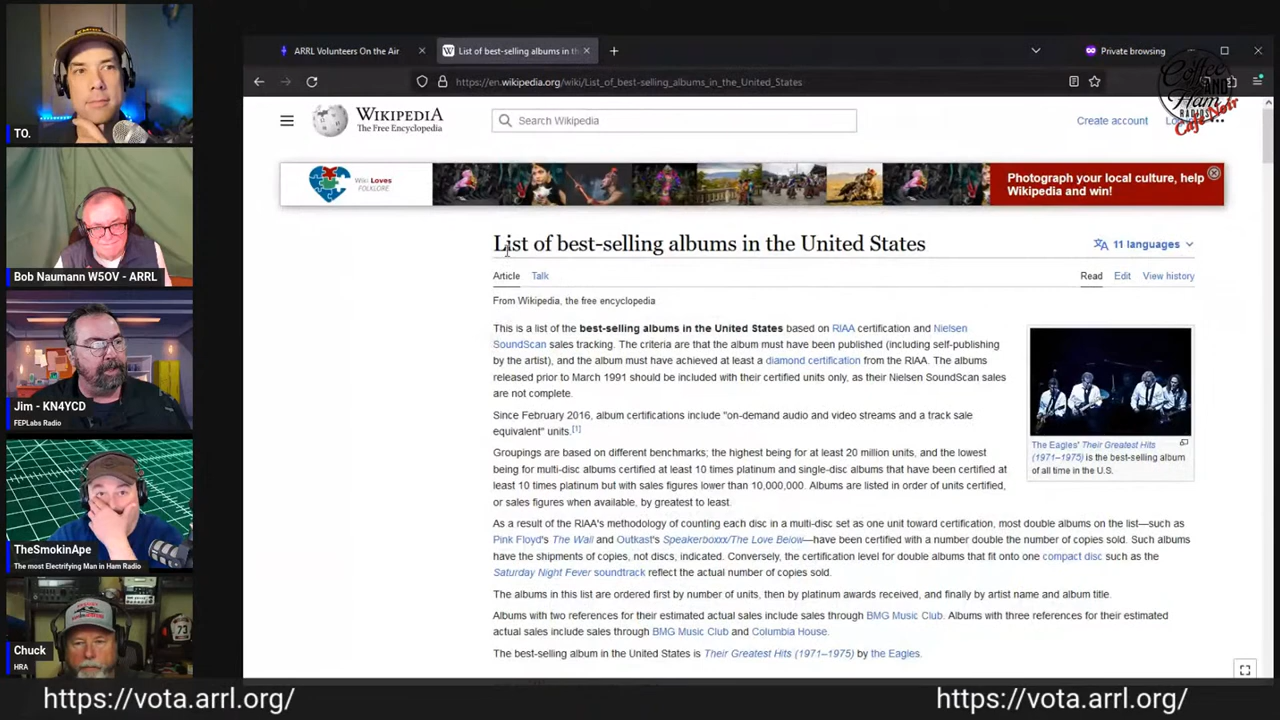 TO.
Bob Naumann W5OV - ARRL
Jim - KN4YCD
FEPLabs Radio
TheSmokinApe
The most Electrifying Man in Ham Radio
Chuck
HRA
73
ARRL Volunteers On the Air
List of best-selling albums in th
Private browsing
https://en.wikipedia.org/wiki/List_of_best-selling_albums_in_the_United_States
Coffee
AND
Ham
RADIOS
Café Noir
WIKIPEDIA
The Free Encyclopedia
Search Wikipedia
Create account
Wiki Loves
FOLKLORE
Photograph your local culture, help
Wikipedia and win!
List of best-selling albums in the United States
11 languages
Article Talk
Read Edit View history
From Wikipedia, the free encyclopedia
This is a list of the best-selling albums in the United States based on RIAA certification and Nielsen
SoundScan sales tracking. The criteria are that the album must have been published (including self-publishing
by the artist), and the album must have achieved at least a diamond certification from the RIAA. The albums
released prior to March 1991 should be included with their certified units only, as their Nielsen SoundScan sales
are not complete.
Since February 2016, album certifications include "on-demand audio and video streams and a track sale
equivalent" units.[1]
Groupings are based on different benchmarks; the highest being for at least 20 million units, and the lowest
being for multi-disc albums certified at least 10 times platinum and single-disc albums that have been certified at
least 10 times platinum but with sales figures lower than 10,000,000. Albums are listed in order of units certified,
or sales figures when available, by greatest to least.
The Eagles' Their Greatest Hits
(1971–1975) is the best-selling album
of all time in the U.S.
As a result of the RIAA's methodology of counting each disc in a multi-disc set as one unit toward certification, most double albums on the list—such as
Pink Floyd's The Wall and Outkast's Speakerboxxx/The Love Below—have been certified with a number double the number of copies sold. Such albums
have the shipments of copies, not discs, indicated. Conversely, the certification level for double albums that fit onto one compact disc such as the
Saturday Night Fever soundtrack reflect the actual number of copies sold.
The albums in this list are ordered first by number of units, then by platinum awards received, and finally by artist name and album title.
Albums with two references for their estimated actual sales include sales through BMG Music Club. Albums with three references for their estimated
actual sales include sales through BMG Music Club and Columbia House.
The best-selling album in the United States is Their Greatest Hits (1971–1975) by the Eagles.
https://vota.arrl.org/
https://vota.arrl.org/